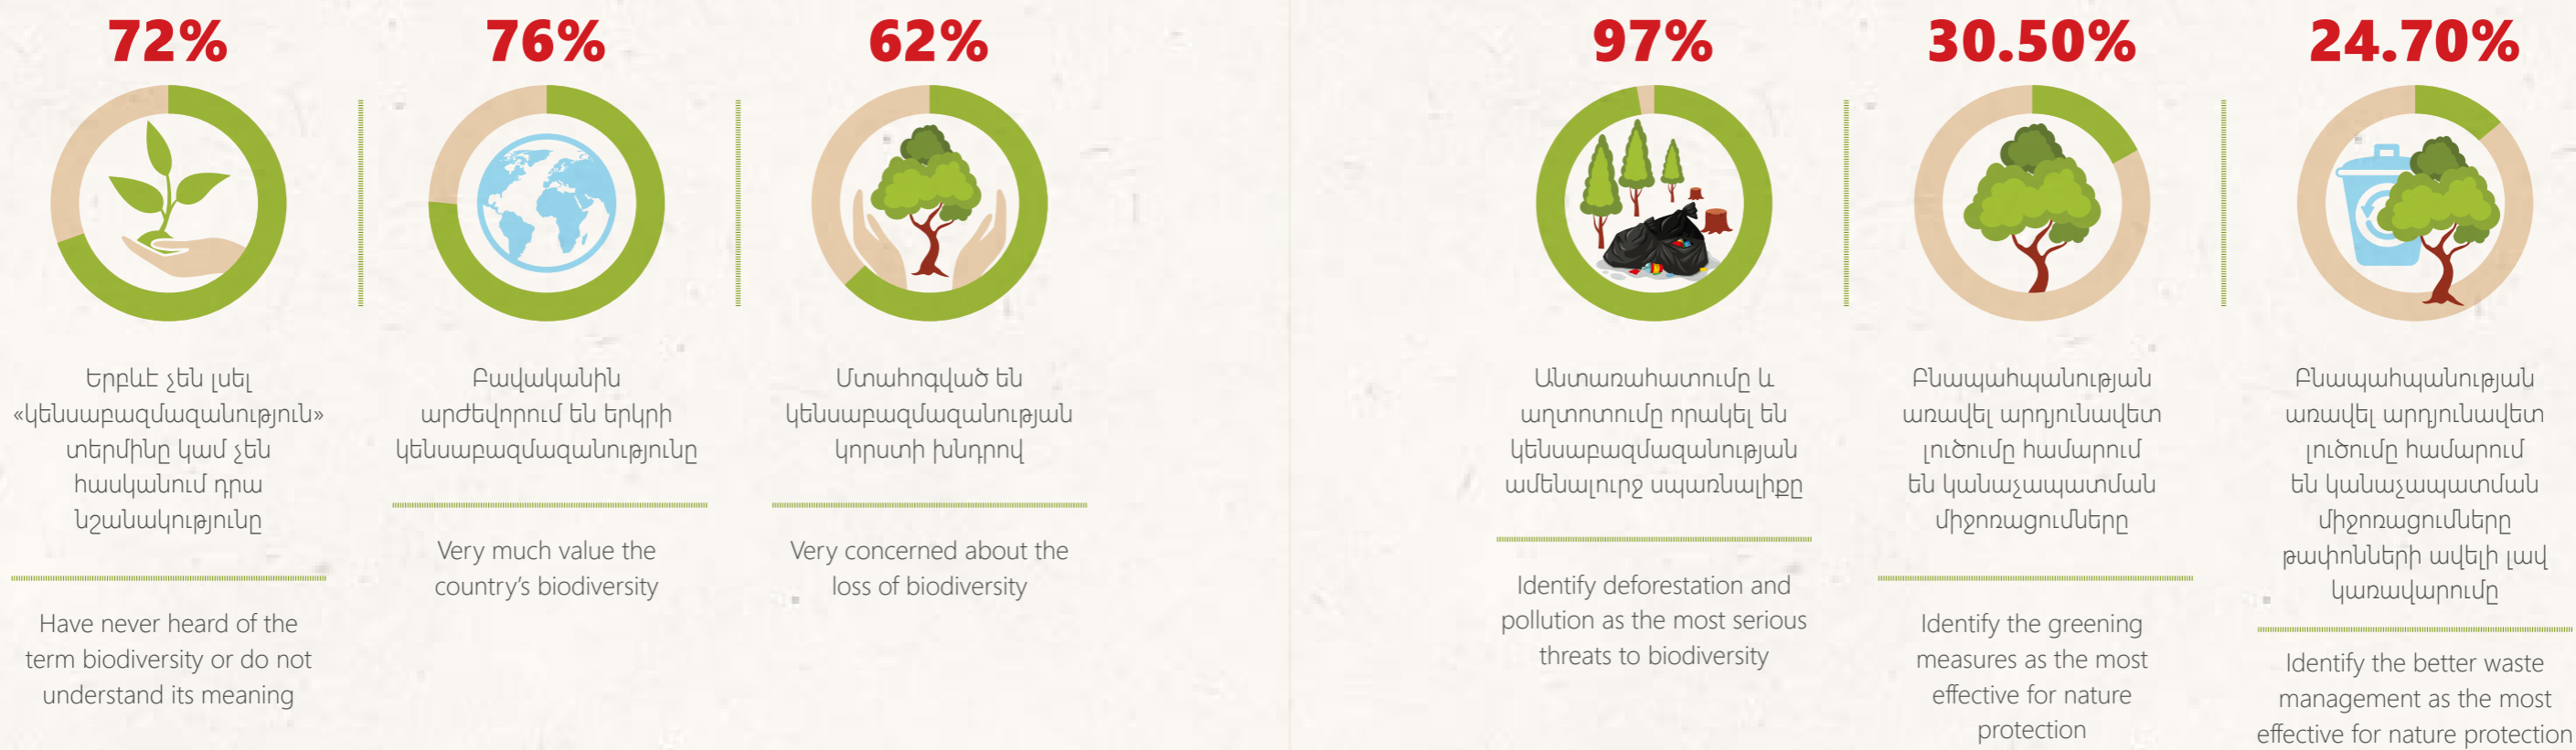 72%
Երբևէ չեն լսել
«կենսաբազմազանություն»
տերմինը կամ չեն
հասկանում դրա
նշանակությունը
Have never heard of the
term biodiversity or do not
understand its meaning
76%
Բավականին
արժեվորում են երկրի
կենսաբազմազանությունը
Very much value the
country’s biodiversity
62%
Մտահոգված են
կենսաբազմազանության
կորստի խնդրով
Very concerned about the
loss of biodiversity
97%
Անտառահատումը և
աղտոտումը որակել են
կենսաբազմազանության
ամենալուրջ սպառնալիքը
Identify deforestation and
pollution as the most serious
threats to biodiversity
30.50%
Բնապահպանության
առավել արդյունավետ
լուծումը համարում
են կանաչապատման
միջոռացումները
Identify the greening
measures as the most
effective for nature
protection
24.70%
Բնապահպանության
առավել արդյունավետ
լուծումը համարում
են կանաչապատման
միջոռացումները
թափոնների ավելի լավ
կառավարումը
Identify the better waste
management as the most
effective for nature protection